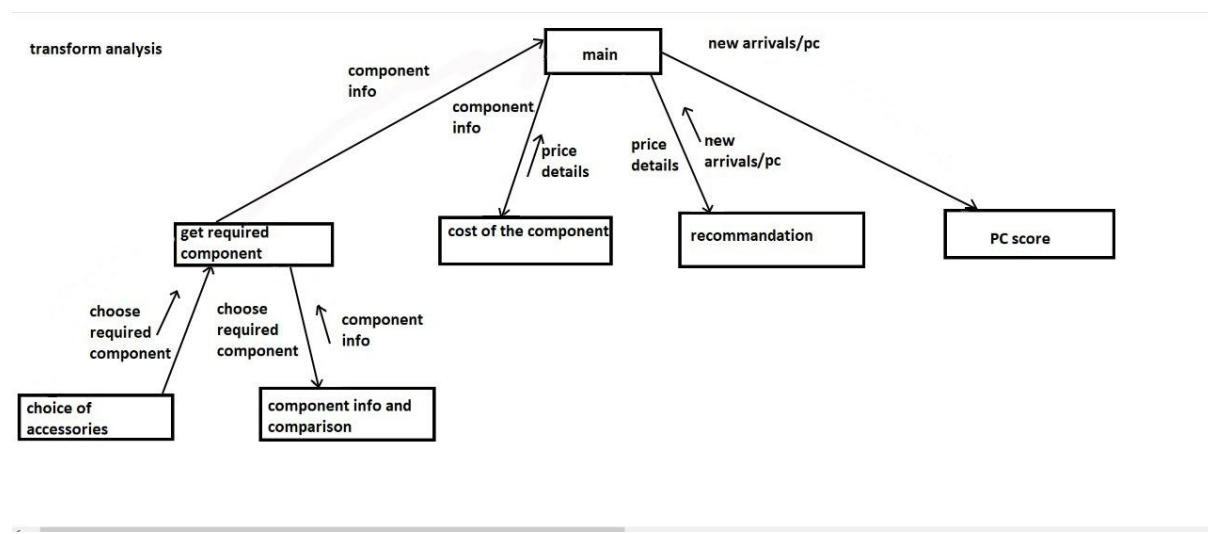 transform analysis
main
new arrivals/pc
component
info
component
info
price
details
price
details
new
arrivals/pc
get required
component
cost of the component
recommandation
PC score
choose
required
component
choose
required
component
component
info
choice of
accessories
component info and
comparison